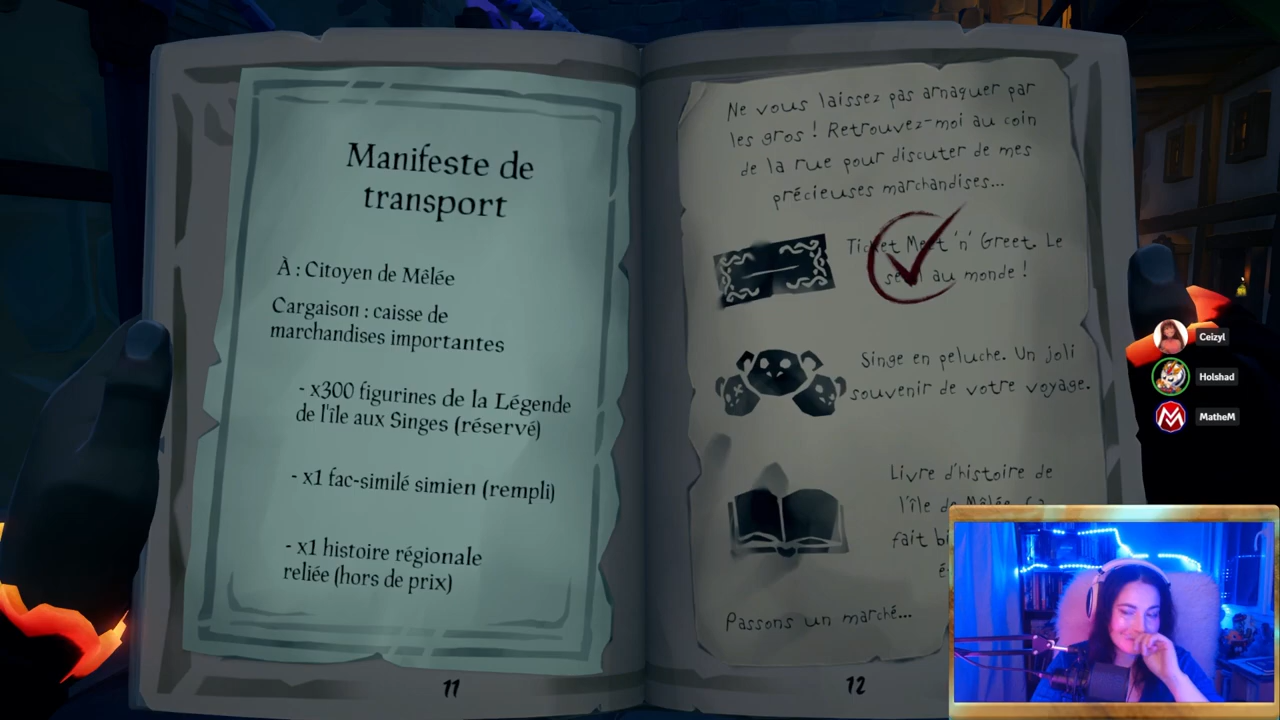 Manifeste de
transport
À : Citoyen de Mêlée
Cargaison : caisse de
marchandises importantes
- x300 figurines de la Légende
de l'île aux Singes (réservé)
- x1 fac-similé simien (rempli)
- x1 histoire régionale
reliée (hors de prix)
11
Ne vous laissez pas arnaquer par
les gros ! Retrouvez-moi au coin
de la rue pour discuter de mes
précieuses marchandises...
Ticket Meet 'n' Greet. Le
seul au monde !
Singe en peluche. Un joli
souvenir de votre voyage.
Livre d'histoire de
l'île de Mêlée.
fait
Passons un marché...
12
Ceizyl
Holshad
MatheM